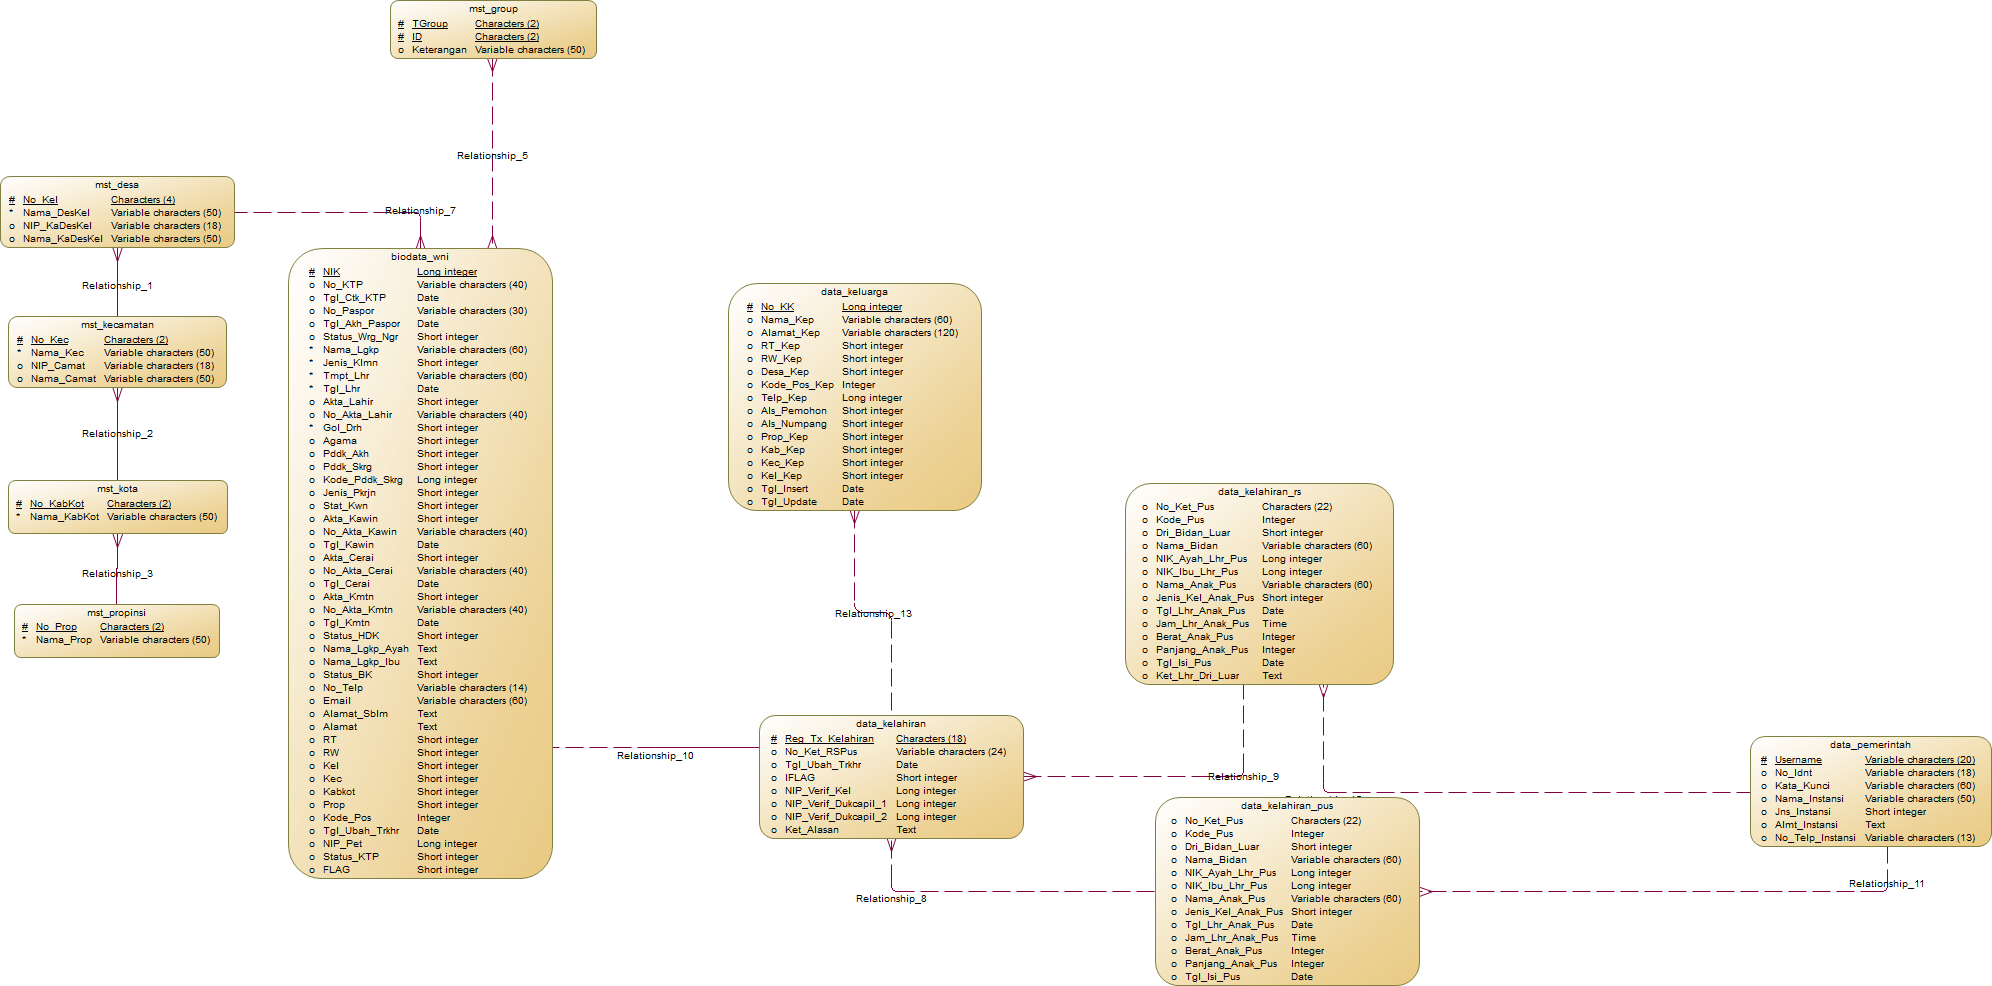 mst_group
# TGroup Characters (2)
# ID Characters (2)
o Keterangan Variable characters (50)
Relationship_5
mst_desa
# No_Kel Characters (4)
* Nama_DesKel Variable characters (50)
o NIP_KaDesKel Variable characters (18)
o Nama_KaDesKel Variable characters (50)
Relationship_7
Relationship_1
mst_kecamatan
# No_Kec Characters (2)
* Nama_Kec Variable characters (50)
o NIP_Camat Variable characters (18)
o Nama_Camat Variable characters (50)
Relationship_2
mst_kota
# No_KabKot Characters (2)
* Nama_KabKot Variable characters (50)
Relationship_3
mst_propinsi
# No_Prop Characters (2)
* Nama_Prop Variable characters (50)
biodata_wni
# NIK Long integer
o No_KTP Variable characters (40)
o Tgl_Ctk_KTP Date
o No_Paspor Variable characters (30)
o Tgl_Akh_Paspor Date
o Status_Wrg_Ngr Short integer
* Nama_Lgkp Variable characters (60)
* Jenis_Klmn Short integer
* Tmpt_Lhr Variable characters (60)
* Tgl_Lhr Date
o Akta_Lahir Short integer
o No_Akta_Lahir Variable characters (40)
* Gol_Drh Short integer
o Agama Short integer
o Pddk_Akh Short integer
o Pddk_Skrg Short integer
o Kode_Pddk_Skrg Long integer
o Jenis_Pkrjn Short integer
o Stat_Kwn Short integer
o Akta_Kawin Short integer
o No_Akta_Kawin Variable characters (40)
o Tgl_Kawin Date
o Akta_Cerai Short integer
o No_Akta_Cerai Variable characters (40)
o Tgl_Cerai Date
o Akta_Kmtn Short integer
o No_Akta_Kmtn Variable characters (40)
o Tgl_Kmtn Date
o Status_HDK Short integer
o Nama_Lgkp_Ayah Text
o Nama_Lgkp_Ibu Text
o Status_BK Short integer
o No_Telp Variable characters (14)
o Email Variable characters (60)
o Alamat_Sblm Text
o Alamat Text
o RT Short integer
o RW Short integer
o Kel Short integer
o Kec Short integer
o Kabkot Short integer
o Prop Short integer
o Kode_Pos Integer
o Tgl_Ubah_Trkhr Date
o NIP_Pet Long integer
o Status_KTP Short integer
o FLAG Short integer
data_keluarga
# No_KK Long integer
o Nama_Kep Variable characters (60)
o Alamat_Kep Variable characters (120)
o RT_Kep Short integer
o RW_Kep Short integer
o Desa_Kep Short integer
o Kode_Pos_Kep Integer
o Telp_Kep Long integer
o Als_Pemohon Short integer
o Als_Numpang Short integer
o Prop_Kep Short integer
o Kab_Kep Short integer
o Kec_Kep Short integer
o Kel_Kep Short integer
o Tgl_Insert Date
o Tgl_Update Date
Relationship_13
Relationship_10
data_kelahiran
# Reg_Tx_Kelahiran Characters (18)
o No_Ket_RSPus Variable characters (24)
o Tgl_Ubah_Trkhr Date
o IFLAG Short integer
o NIP_Verif_Kel Long integer
o NIP_Verif_Dukcapil_1 Long integer
o NIP_Verif_Dukcapil_2 Long integer
o Ket_Alasan Text
Relationship_8
data_kelahiran_rs
o No_Ket_Pus Characters (22)
o Kode_Pus Integer
o Dri_Bidan_Luar Short integer
o Nama_Bidan Variable characters (60)
o NIK_Ayah_Lhr_Pus Long integer
o NIK_Ibu_Lhr_Pus Long integer
o Nama_Anak_Pus Variable characters (60)
o Jenis_Kel_Anak_Pus Short integer
o Tgl_Lhr_Anak_Pus Date
o Jam_Lhr_Anak_Pus Time
o Berat_Anak_Pus Integer
o Panjang_Anak_Pus Integer
o Tgl_Isi_Pus Date
o Ket_Lhr_Dri_Luar Text
Relationship_9
data_kelahiran_pus
o No_Ket_Pus Characters (22)
o Kode_Pus Integer
o Dri_Bidan_Luar Short integer
o Nama_Bidan Variable characters (60)
o NIK_Ayah_Lhr_Pus Long integer
o NIK_Ibu_Lhr_Pus Long integer
o Nama_Anak_Pus Variable characters (60)
o Jenis_Kel_Anak_Pus Short integer
o Tgl_Lhr_Anak_Pus Date
o Jam_Lhr_Anak_Pus Time
o Berat_Anak_Pus Integer
o Panjang_Anak_Pus Integer
o Tgl_Isi_Pus Date
data_pemerintah
# Username Variable characters (20)
o No_Idnt Variable characters (18)
o Kata_Kunci Variable characters (60)
o Nama_Instansi Variable characters (50)
o Jns_Instansi Short integer
o Almt_Instansi Text
o No_Telp_Instansi Variable characters (13)
Relationship_11